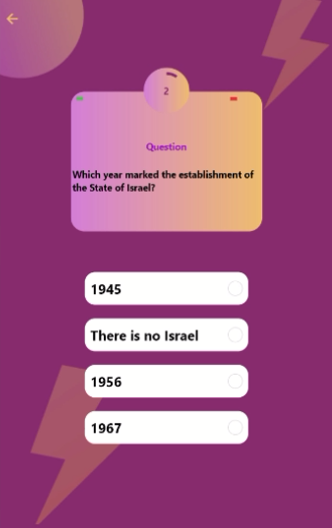 2
Question
Which year marked the establishment of
the State of Israel?
1945
There is no Israel
1956
1967